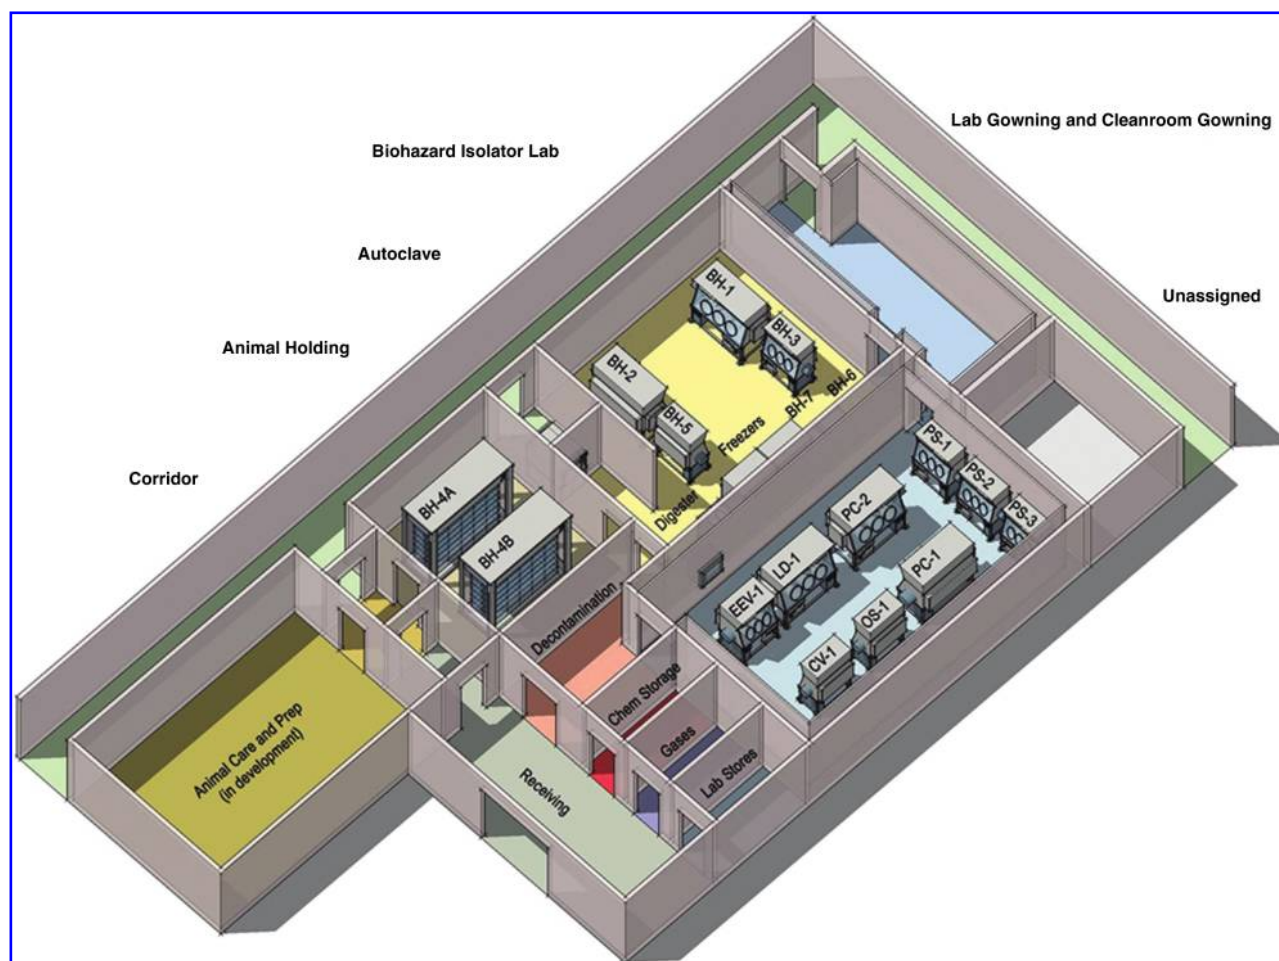 Lab Gowning and Cleanroom Gowning
Biohazard Isolator Lab
Autoclave
Unassigned
Animal Holding
Corridor
BH-1
BH-3
BH-6
BH-7
BH-2
BH-5
Freezers
Digester
BH-4A
BH-4B
PS-1
PS-2
PS-3
PC-2
PC-1
LD-1
EEV-1
OS-1
CV-1
Decontamination
Chem Storage
Gases
Lab Stores
Receiving
Animal Care and Prep
(in development)